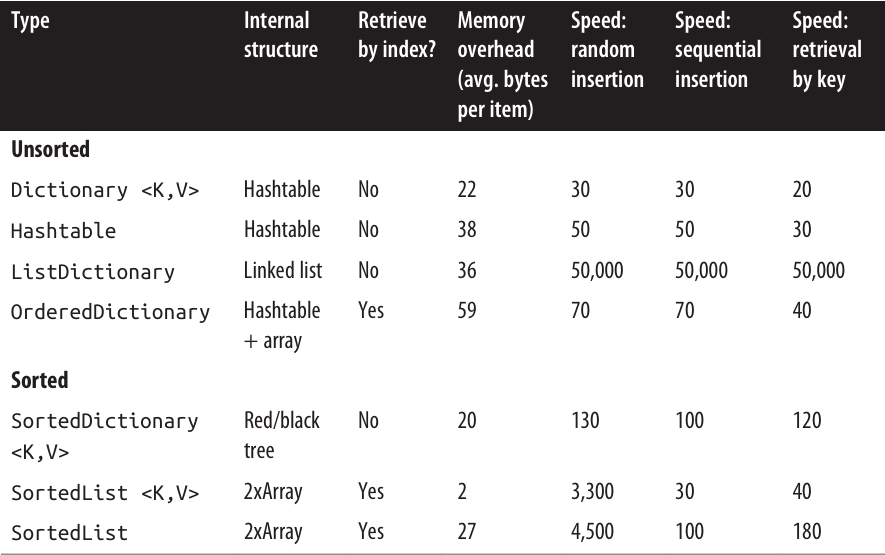 Type Internal structure Retrieve by index? Memory overhead (avg. bytes per item) Speed: random insertion Speed: sequential insertion Speed: retrieval by key
Unsorted
Dictionary <K,V> Hashtable No 22 30 30 20
Hashtable Hashtable No 38 50 50 30
ListDictionary Linked list No 36 50,000 50,000 50,000
OrderedDictionary Hashtable + array Yes 59 70 70 40
Sorted
SortedDictionary <K,V> Red/black tree No 20 130 100 120
SortedList <K,V> 2xArray Yes 2 3,300 30 40
SortedList 2xArray Yes 27 4,500 100 180